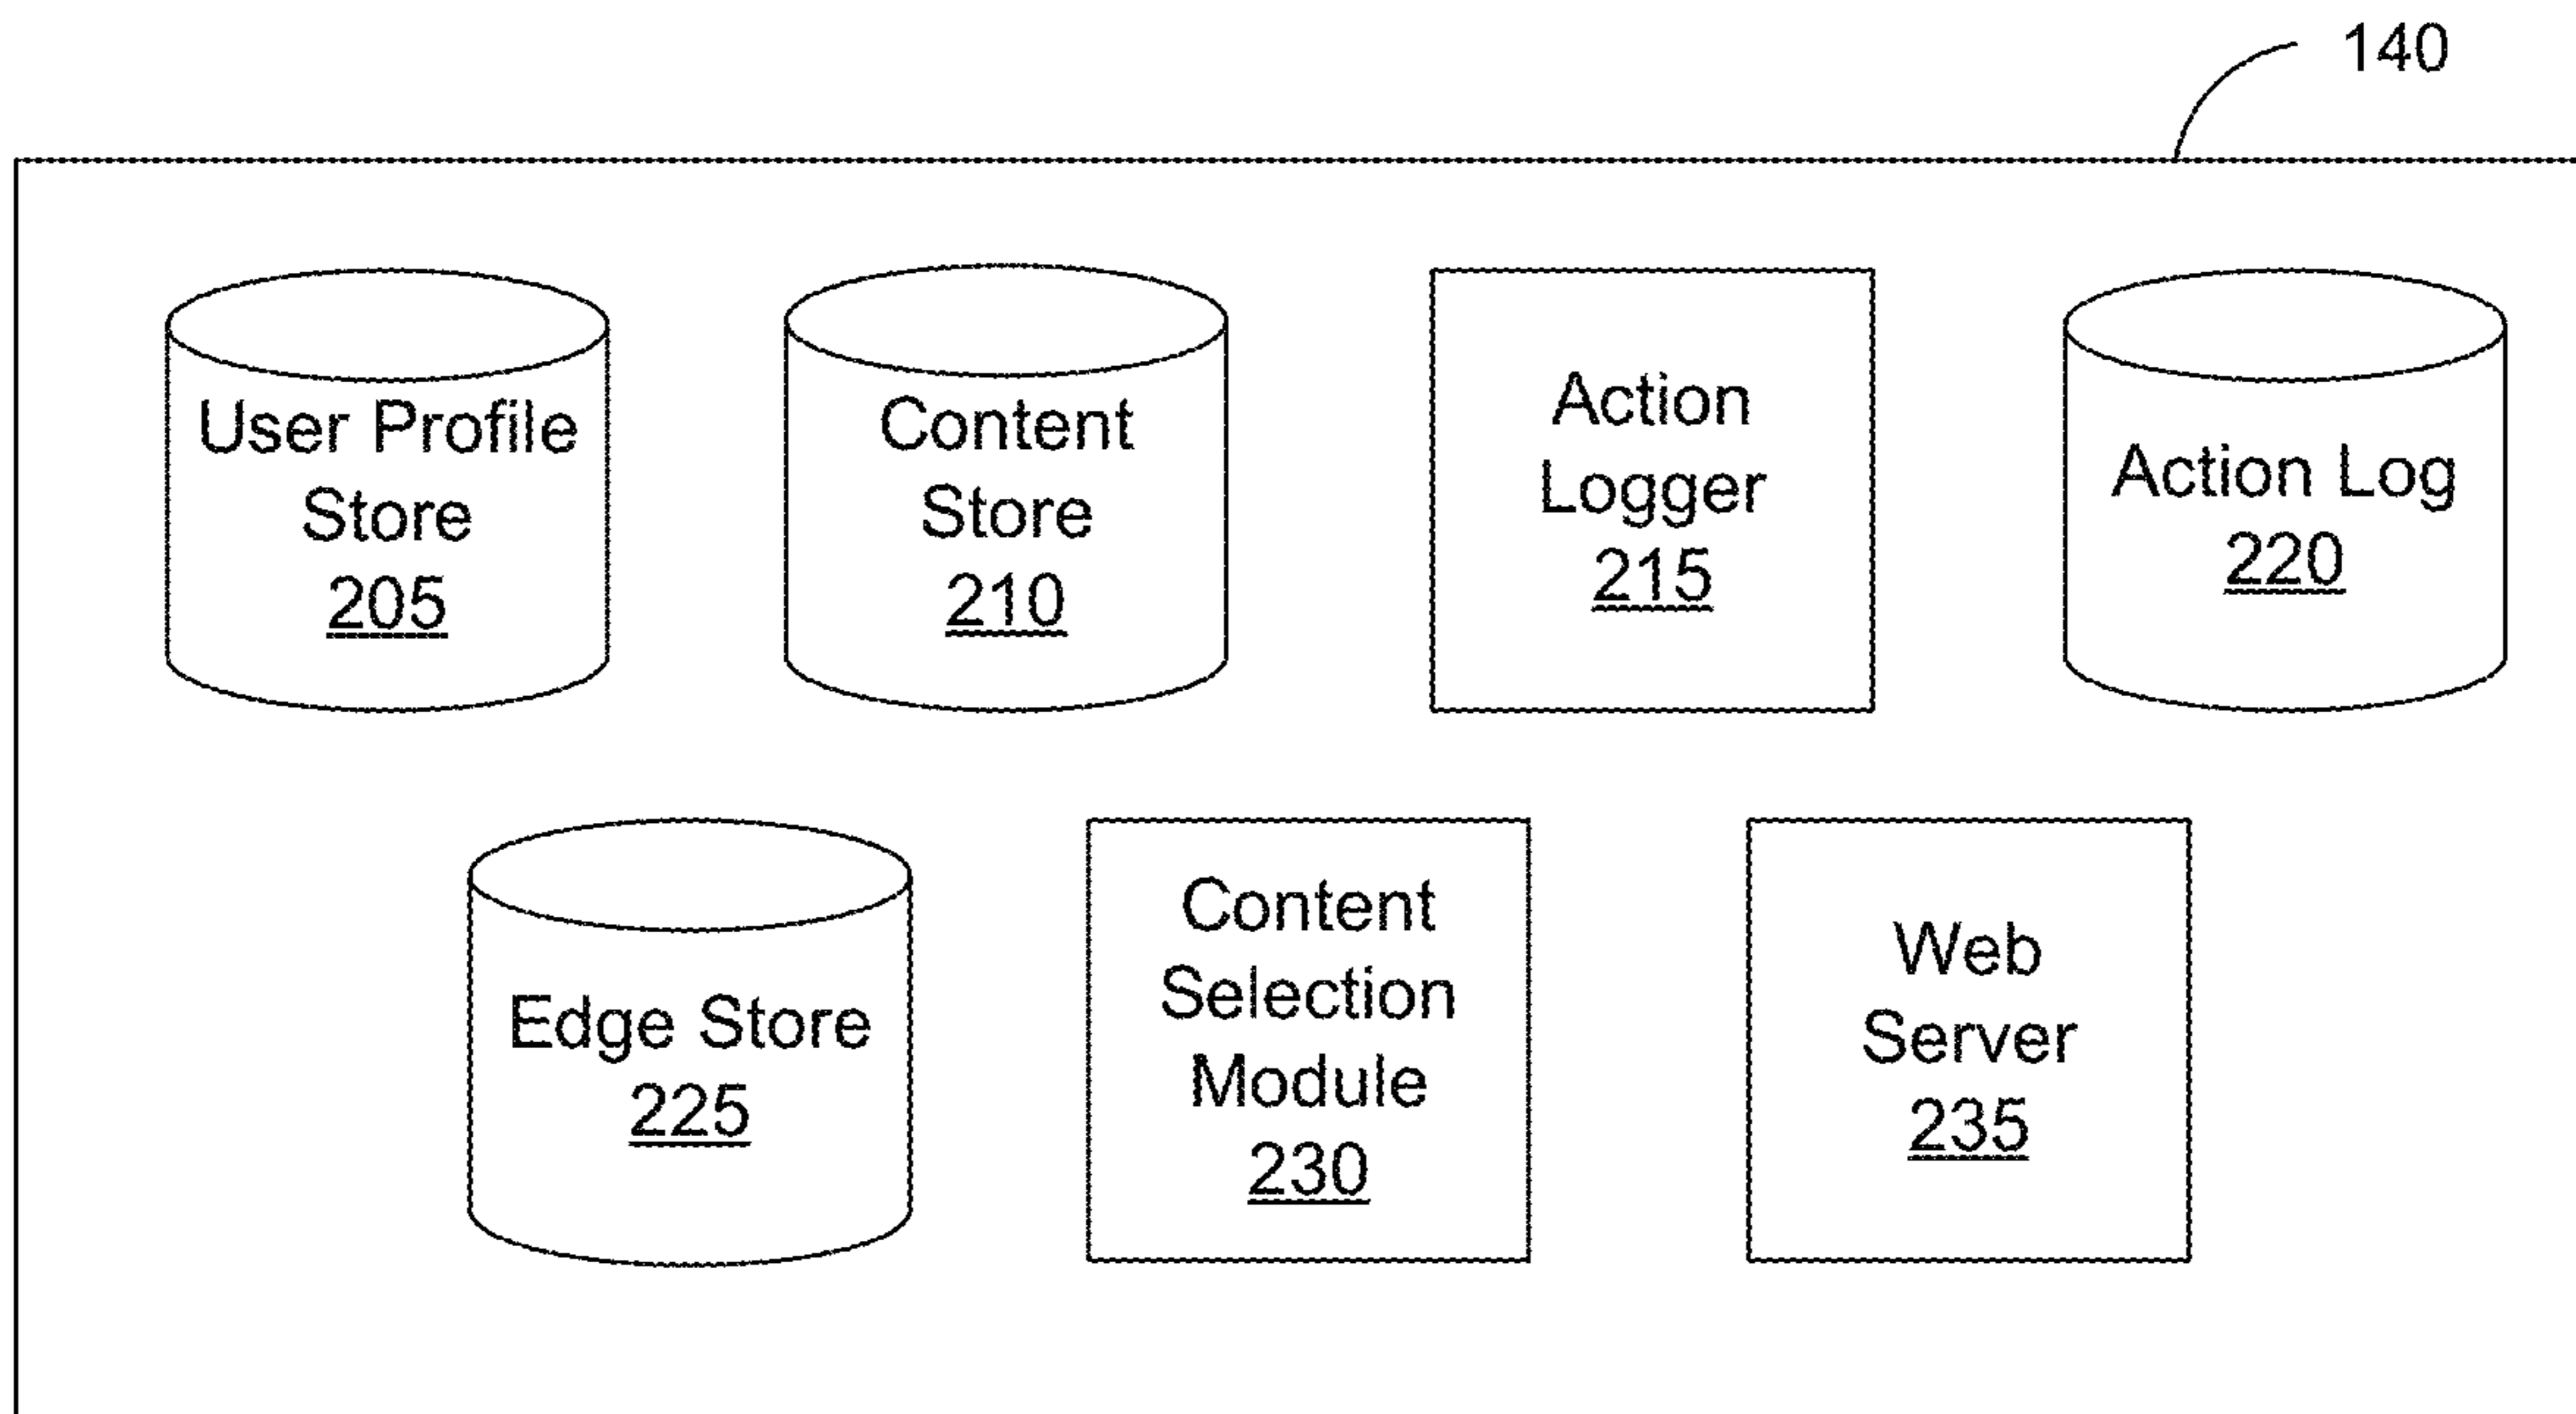 140
User Profile
Store
205
Content
Store
210
Action
Logger
215
Action Log
220
Edge Store
225
Content
Selection
Module
230
Web
Server
235